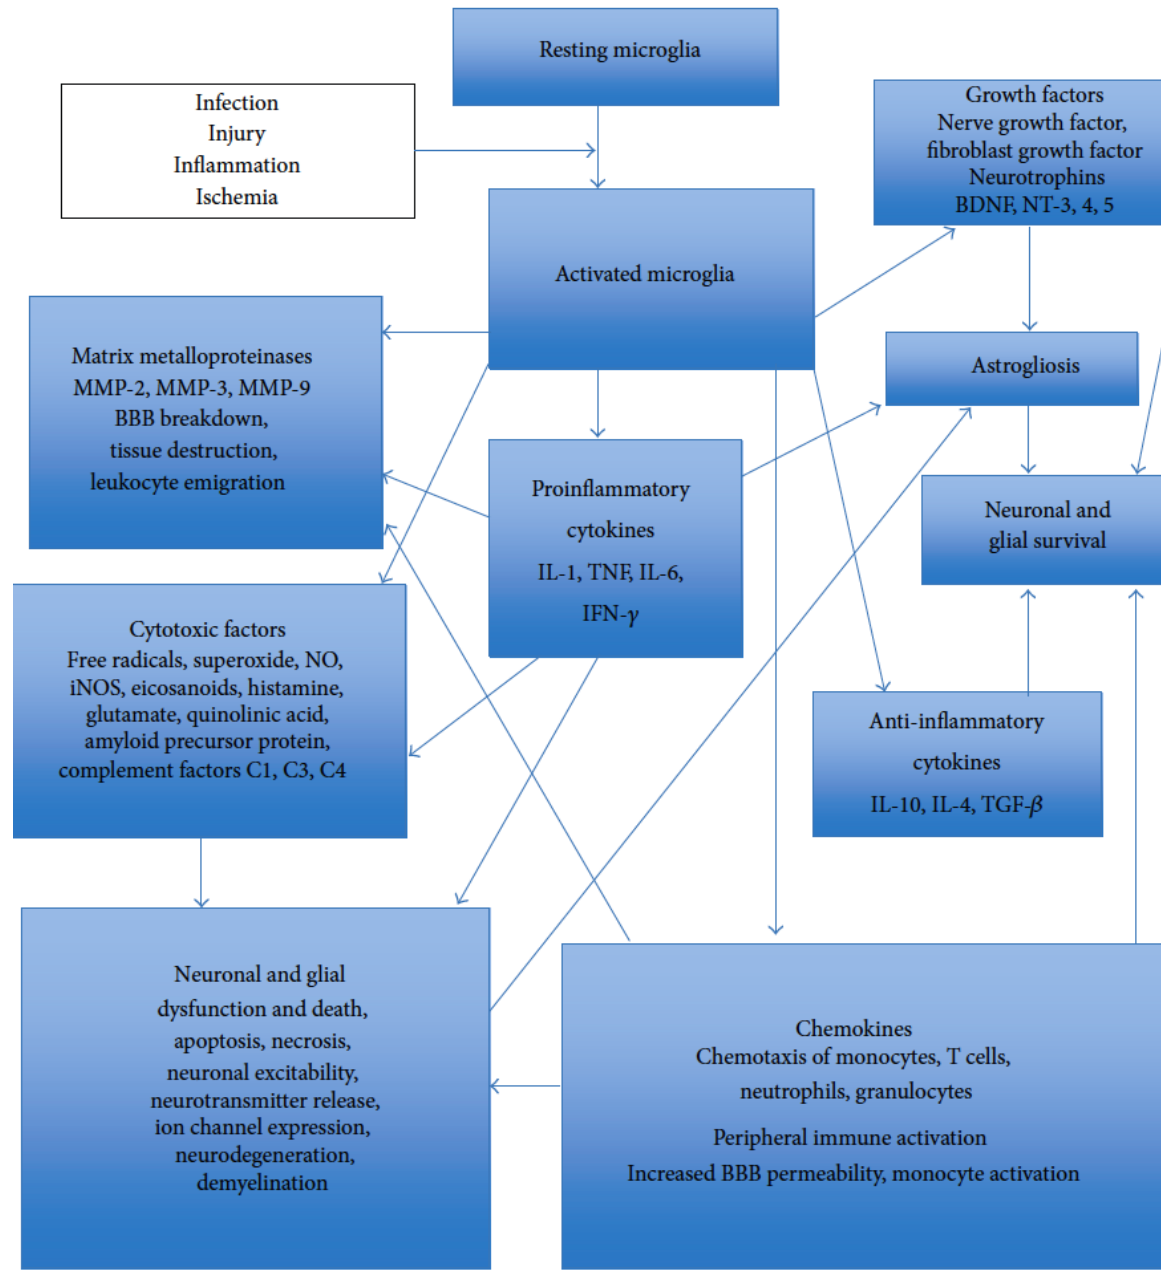 Resting microglia
Infection
Injury
Inflammation
Ischemia
Growth factors
Nerve growth factor,
fibroblast growth factor
Neurotrophins
BDNF, NT-3, 4, 5
Activated microglia
Matrix metalloproteinases
MMP-2, MMP-3, MMP-9
BBB breakdown,
tissue destruction,
leukocyte emigration
Astrogliosis
Proinflammatory
cytokines
IL-1, TNF, IL-6,
IFN-γ
Neuronal and
glial survival
Cytotoxic factors
Free radicals, superoxide, NO,
iNOS, eicosanoids, histamine,
glutamate, quinolinic acid,
amyloid precursor protein,
complement factors C1, C3, C4
Anti-inflammatory
cytokines
IL-10, IL-4, TGF-β
Neuronal and glial
dysfunction and death,
apoptosis, necrosis,
neuronal excitability,
neurotransmitter release,
ion channel expression,
neurodegeneration,
demyelination
Chemokines
Chemotaxis of monocytes, T cells,
neutrophils, granulocytes
Peripheral immune activation
Increased BBB permeability, monocyte activation